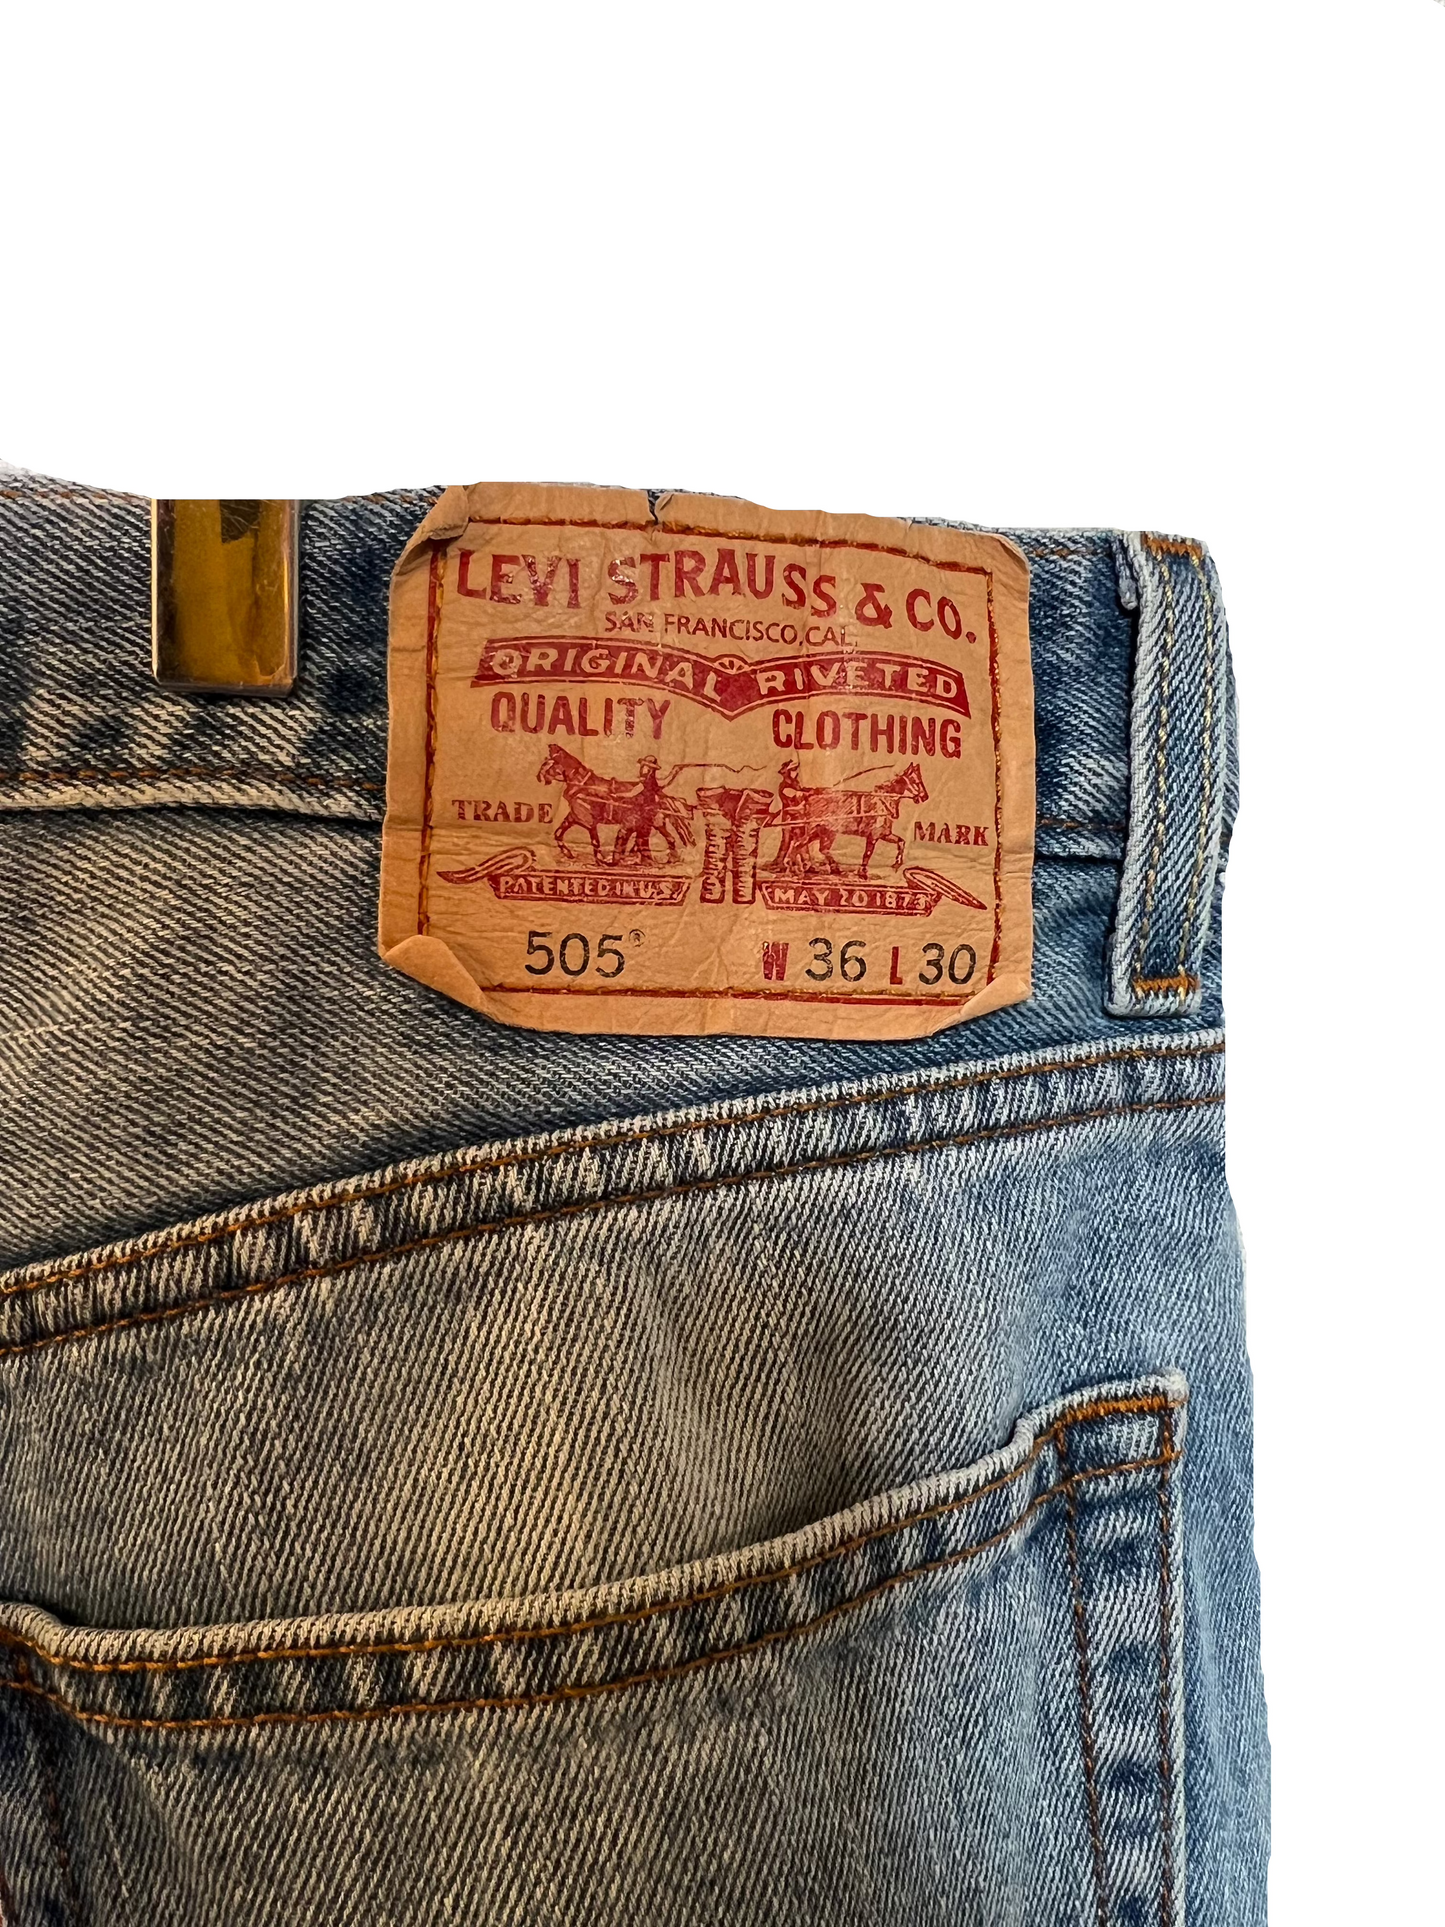 LEVI STRAUSS & CO.
SAN FRANCISCO, CAL.
ORIGINAL RIVETED
QUALITY CLOTHING
TRADE MARK
PATENTED IN U.S. MAY 20 1873
505® W 36 L 30